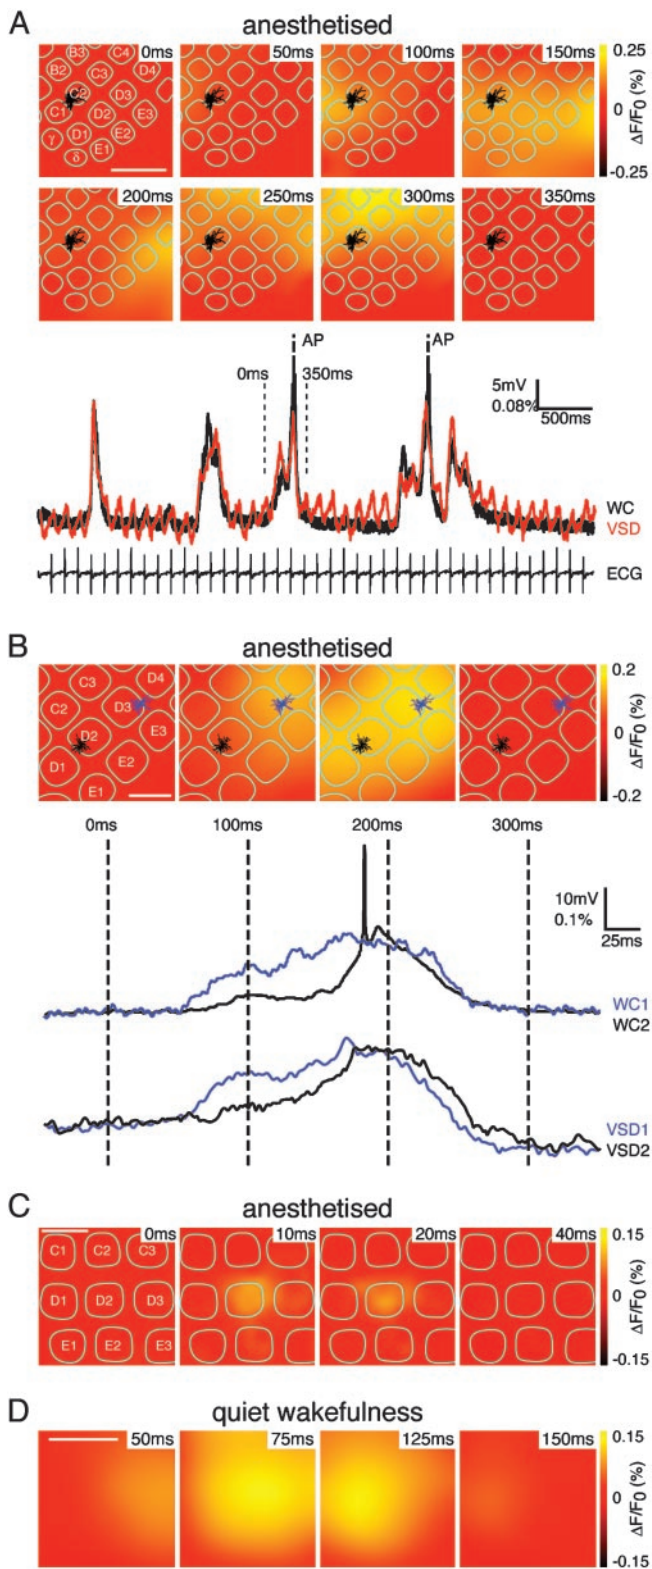 A
anesthetised
0ms 50ms 100ms 150ms
B3 C4
B2 C3 D4
C2 D3
C1 D2 E3
γ D1 E2
δ E1
0.25
0
-0.25
ΔF/F0 (%)
200ms 250ms 300ms 350ms
AP AP
0ms 350ms
5mV
0.08%
500ms
WC
VSD
ECG
B
anesthetised
C3 D4
C2 D3
D2 E3
D1 E2
E1
0.2
0
-0.2
ΔF/F0 (%)
0ms 100ms 200ms 300ms
10mV
0.1%
25ms
WC1
WC2
VSD1
VSD2
C
anesthetised
0ms 10ms 20ms 40ms
C1 C2 C3
D1 D2 D3
E1 E2 E3
0.15
0
-0.15
ΔF/F0 (%)
D
quiet wakefulness
50ms 75ms 125ms 150ms
0.15
0
-0.15
ΔF/F0 (%)